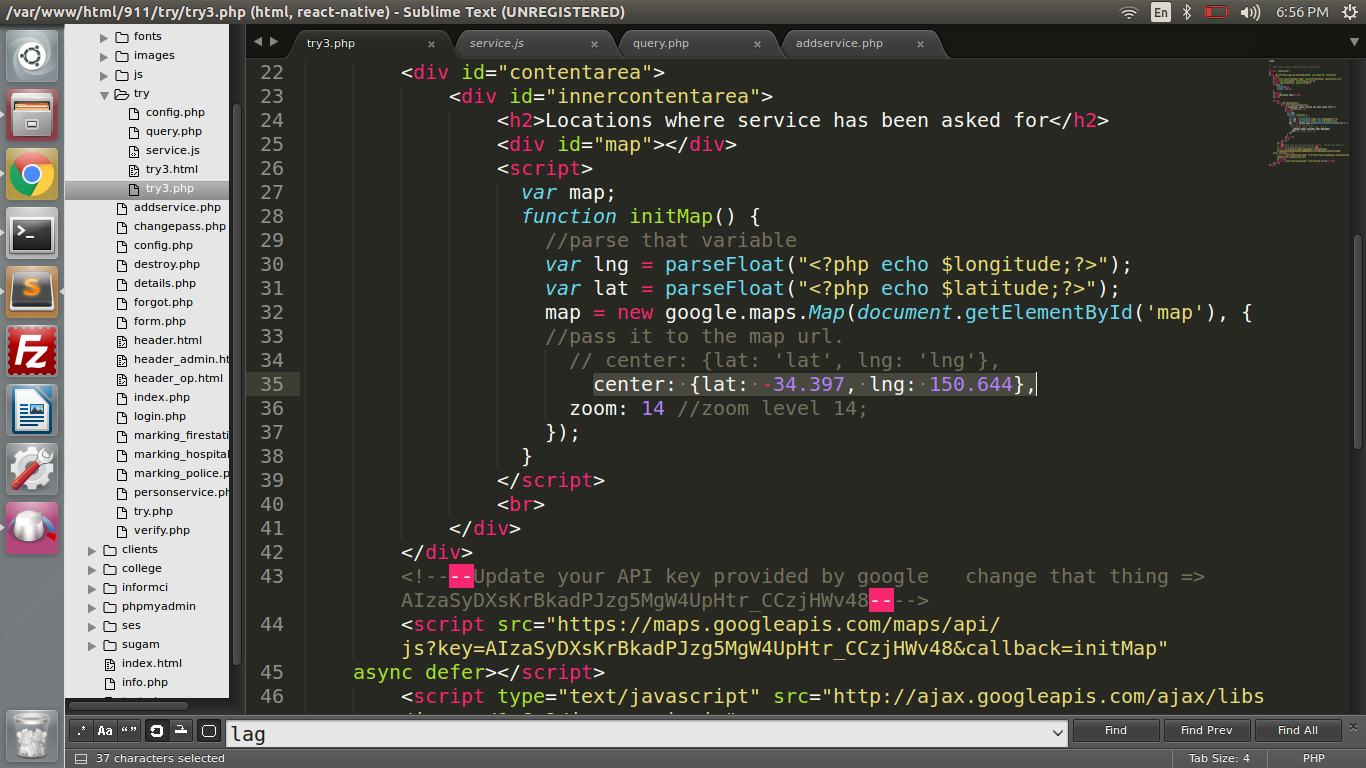 /var/www/html/911/try/try3.php (html, react-native) - Sublime Text (UNREGISTERED)
En
6:56 PM
fonts
images
js
try
config.php
query.php
service.js
try3.html
try3.php
addservice.php
changepass.php
config.php
destroy.php
details.php
forgot.php
form.php
header.html
header_admin.ht
header_op.html
index.php
login.php
marking_firestati
marking_hospital
marking_police.p
personservice.ph
try.php
verify.php
clients
college
informci
phpmyadmin
ses
sugam
index.html
info.php
try3.php × service.js × query.php × addservice.php ×
22 <div id="contentarea">
23 <div id="innercontentarea">
24 <h2>Locations where service has been asked for</h2>
25 <div id="map"></div>
26 <script>
27 var map;
28 function initMap() {
29 //parse that variable
30 var lng = parseFloat("<?php echo $longitude;?>");
31 var lat = parseFloat("<?php echo $latitude;?>");
32 map = new google.maps.Map(document.getElementById('map'), {
33 //pass it to the map url.
34 // center: {lat: 'lat', lng: 'lng'},
35 center: {lat: -34.397, lng: 150.644},
36 zoom: 14 //zoom level 14;
37 });
38 }
39 </script>
40 <br>
41 </div>
42 </div>
43 <!----Update your API key provided by google   change that thing =>
AIzaSyDXsKrBkadPJzg5MgW4UpHtr_CCzjHWv48---->
44 <script src="https://maps.googleapis.com/maps/api/
js?key=AIzaSyDXsKrBkadPJzg5MgW4UpHtr_CCzjHWv48&callback=initMap"
45 async defer></script>
46 <script type="text/javascript" src="http://ajax.googleapis.com/ajax/libs
.* Aa “ ”
lag
Find Find Prev Find All ×
37 characters selected
Tab Size: 4
PHP